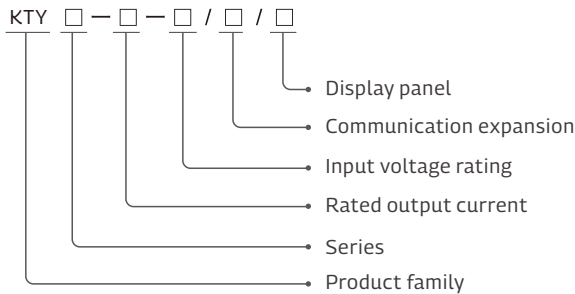 KTY □ — □ — □ / □ / □
Display panel
Communication expansion
Input voltage rating
Rated output current
Series
Product family